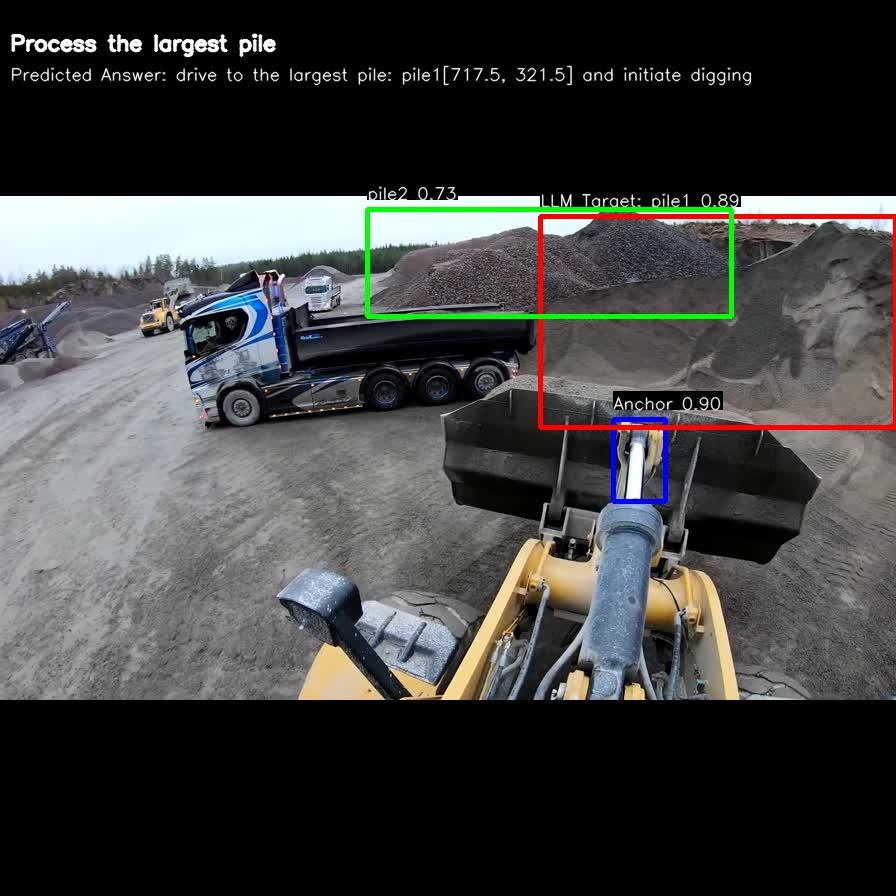 Process the largest pile
Predicted Answer: drive to the largest pile: pile1[717.5, 321.5] and initiate digging
pile2 0.73
LLM Target: pile1 0.89
Anchor 0.90